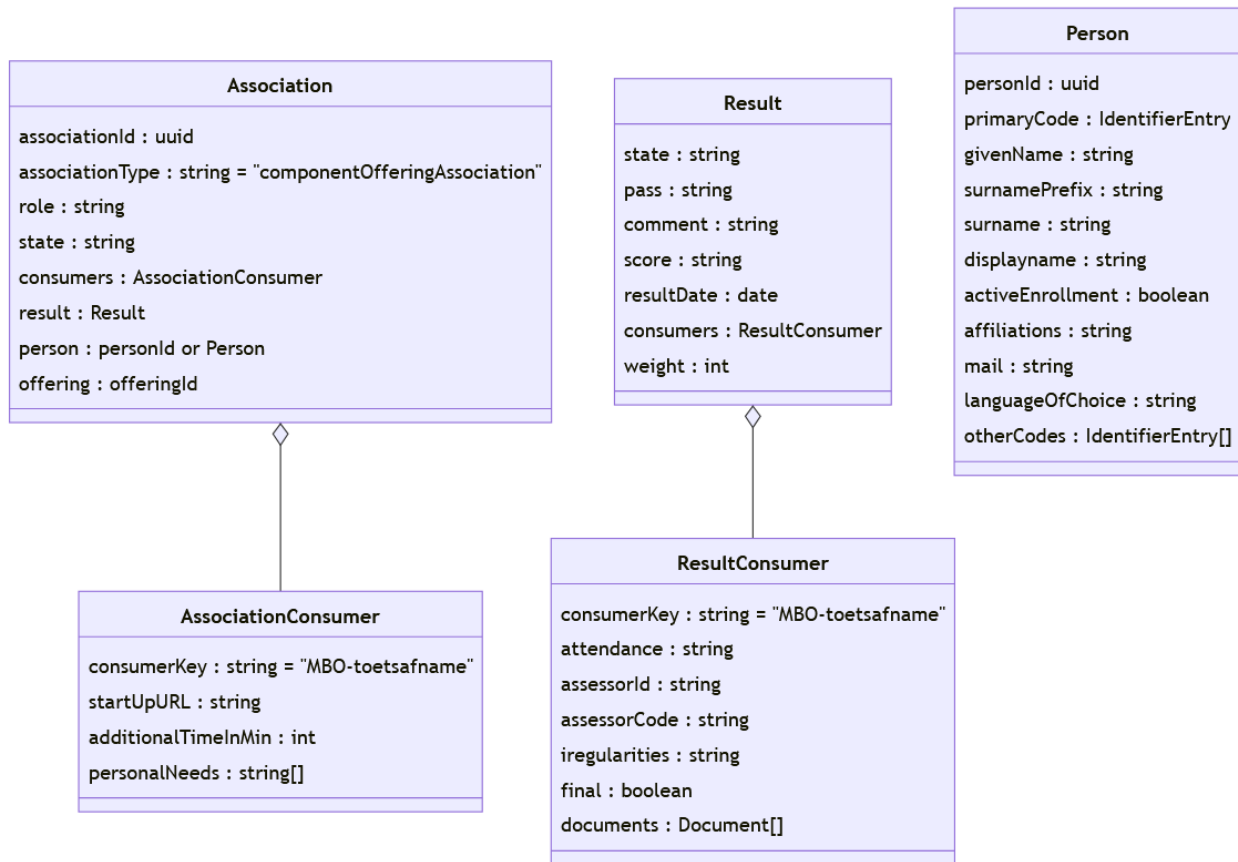 Association
associationId : uuid
associationType : string = "componentOfferingAssociation"
role : string
state : string
consumers : AssociationConsumer
result : Result
person : personId or Person
offering : offeringId
Result
state : string
pass : string
comment : string
score : string
resultDate : date
consumers : ResultConsumer
weight : int
Person
personId : uuid
primaryCode : IdentifierEntry
givenName : string
surnamePrefix : string
surname : string
displayname : string
activeEnrollment : boolean
affiliations : string
mail : string
languageOfChoice : string
otherCodes : IdentifierEntry[]
AssociationConsumer
consumerKey : string = "MBO-toetsafname"
startUpURL : string
additionalTimeInMin : int
personalNeeds : string[]
ResultConsumer
consumerKey : string = "MBO-toetsafname"
attendance : string
assessorId : string
assessorCode : string
iregularities : string
final : boolean
documents : Document[]